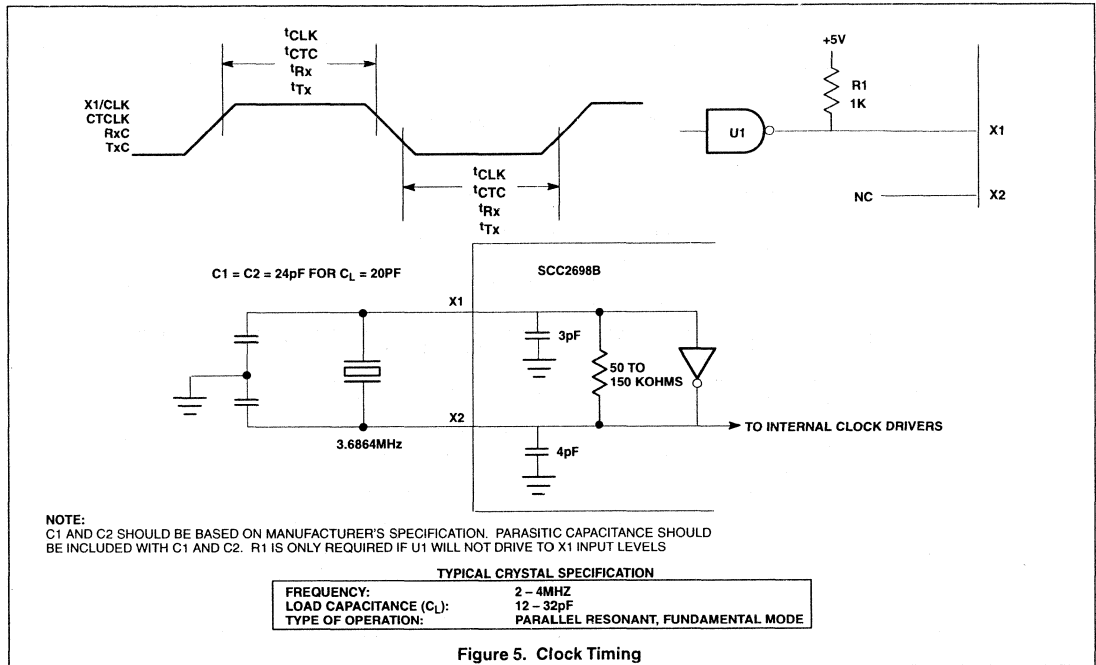 tCLK
tCTC
tRx
tTx
X1/CLK
CTCLK
RxC
TxC
tCLK
tCTC
tRx
tTx
+5V
R1
1K
U1
X1
NC
X2
C1 = C2 = 24pF FOR CL = 20PF
SCC2698B
X1
3pF
50 TO
150 KOHMS
X2
TO INTERNAL CLOCK DRIVERS
3.6864MHz
4pF
NOTE:
C1 AND C2 SHOULD BE BASED ON MANUFACTURER'S SPECIFICATION. PARASITIC CAPACITANCE SHOULD
BE INCLUDED WITH C1 AND C2. R1 IS ONLY REQUIRED IF U1 WILL NOT DRIVE TO X1 INPUT LEVELS
TYPICAL CRYSTAL SPECIFICATION
FREQUENCY: 2 – 4MHZ
LOAD CAPACITANCE (CL): 12 – 32pF
TYPE OF OPERATION: PARALLEL RESONANT, FUNDAMENTAL MODE
Figure 5. Clock Timing